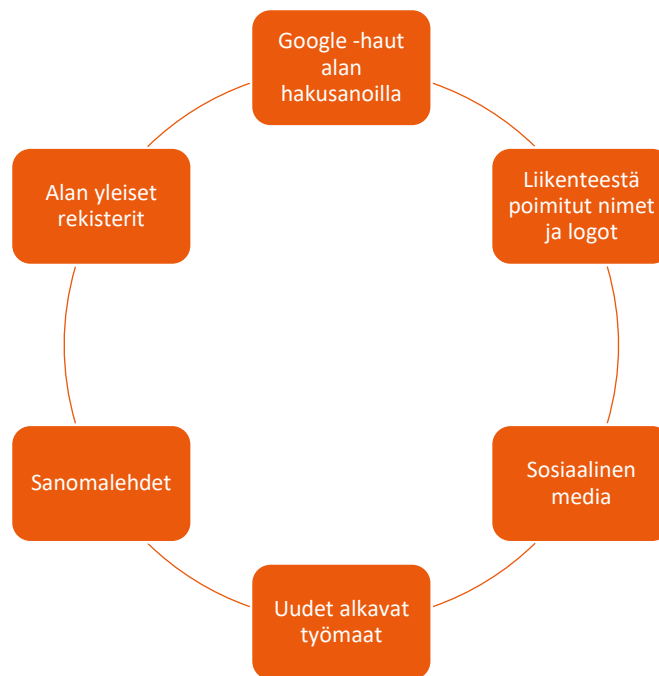 Google -haut
alan
hakusanoilla
Liikenteestä
poimitut nimet
ja logot
Sosiaalinen
media
Uudet alkavat
työmaat
Sanomalehdet
Alan yleiset
rekisterit